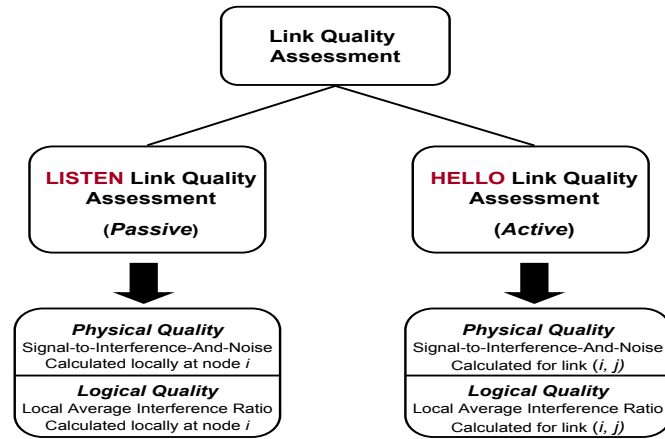 Link Quality
Assessment
LISTEN Link Quality
Assessment
(Passive)
HELLO Link Quality
Assessment
(Active)
Physical Quality
Signal-to-Interference-And-Noise
Calculated locally at node i
Logical Quality
Local Average Interference Ratio
Calculated locally at node i
Physical Quality
Signal-to-Interference-And-Noise
Calculated for link (i, j)
Logical Quality
Local Average Interference Ratio
Calculated for link (i, j)